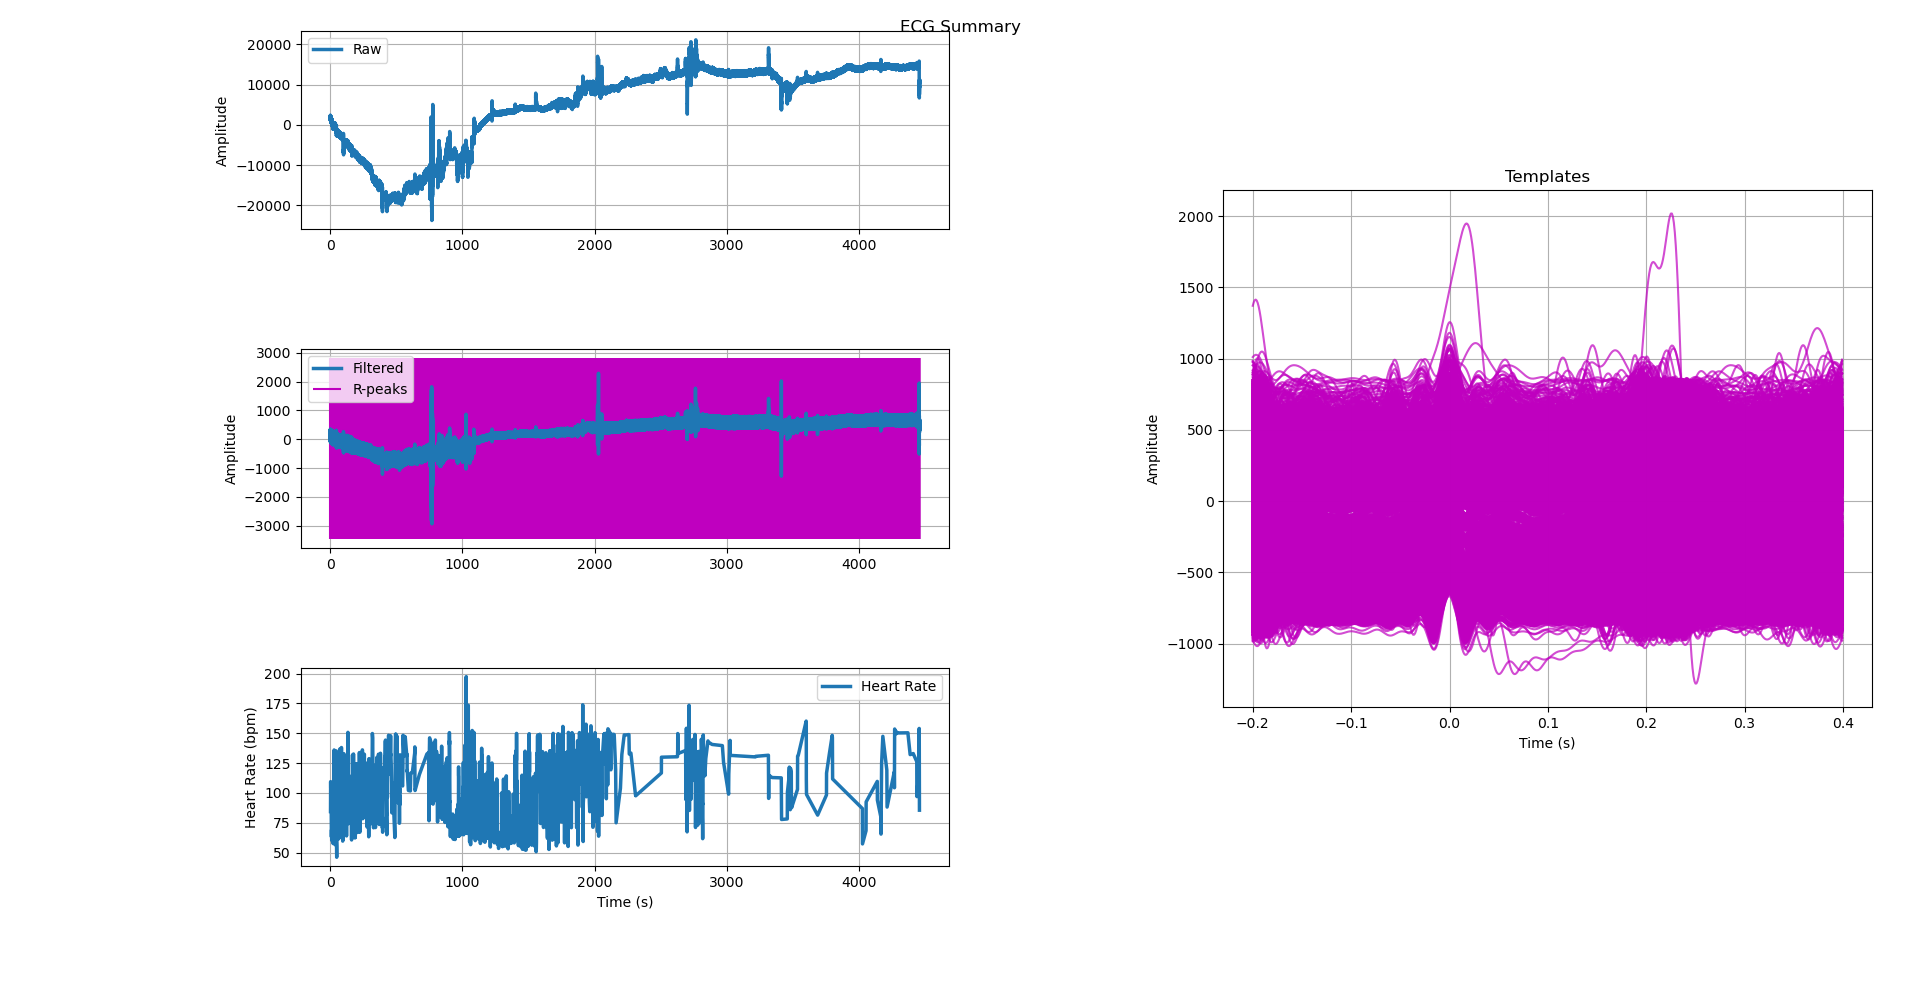 ECG Summary
Raw
Amplitude
20000
10000
0
−10000
−20000
0 1000 2000 3000 4000
Filtered
R-peaks
Amplitude
3000
2000
1000
0
−1000
−2000
−3000
0 1000 2000 3000 4000
Heart Rate
Heart Rate (bpm)
200
175
150
125
100
75
50
0 1000 2000 3000 4000
Time (s)
Templates
Amplitude
2000
1500
1000
500
0
−500
−1000
−0.2 −0.1 0.0 0.1 0.2 0.3 0.4
Time (s)